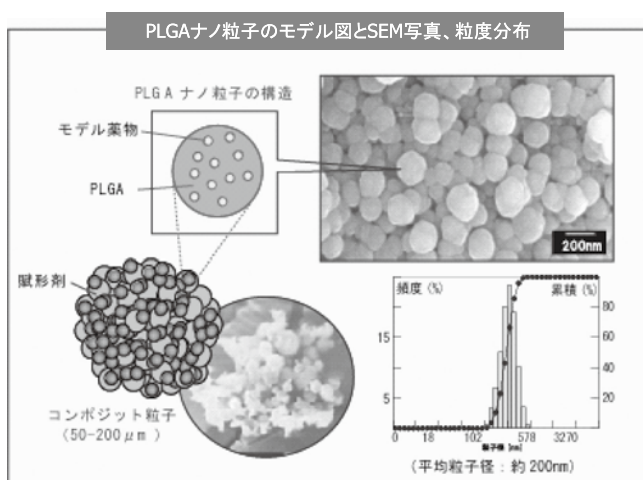 PLGAナノ粒子のモデル図とSEM写真、粒度分布
PLGA ナノ粒子の構造
モデル薬物
PLGA
200nm
賦形剤
コンポジット粒子
(50-200μm)
頻度(%)
累積(%)
15
5
80
60
40
20
0
18
102
578
3270
粒子径 [nm]
(平均粒子径:約200nm)